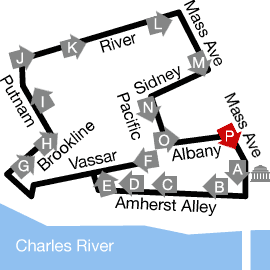 L
Mass Ave
K
River
J
M
Sidney
I
Putnam
N
Pacific
Mass Ave
P
H
Brookline
O
Albany
G
Vassar
F
A
E
D
C
B
Amherst Alley
Charles River